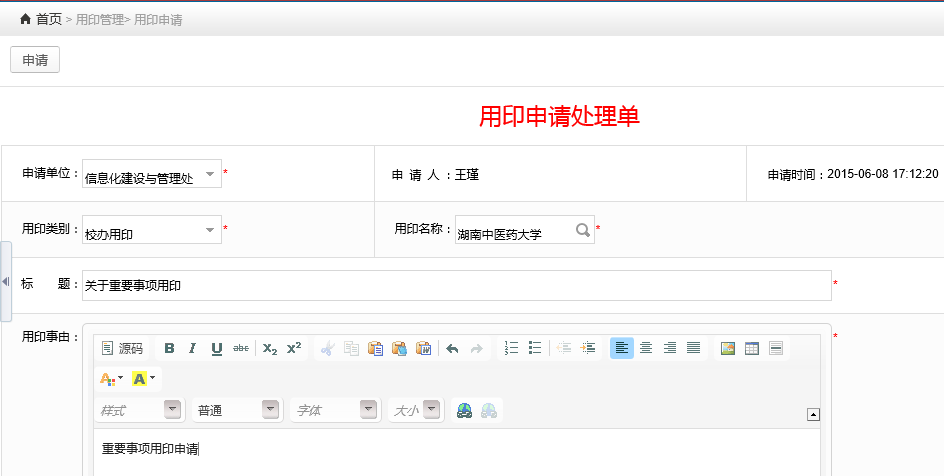 首页 > 用印管理> 用印申请
申请
用印申请处理单
申请单位： 信息化建设与管理处 * 申 请 人 ：王瑾 申请时间：2015-06-08 17:12:20
用印类别： 校办用印 * 用印名称： 湖南中医药大学 *
标 题： 关于重要事项用印 *
用印事由： *
源码 B I U abc X₂ X²
A A
样式 普通 字体 大小
重要事项用印申请